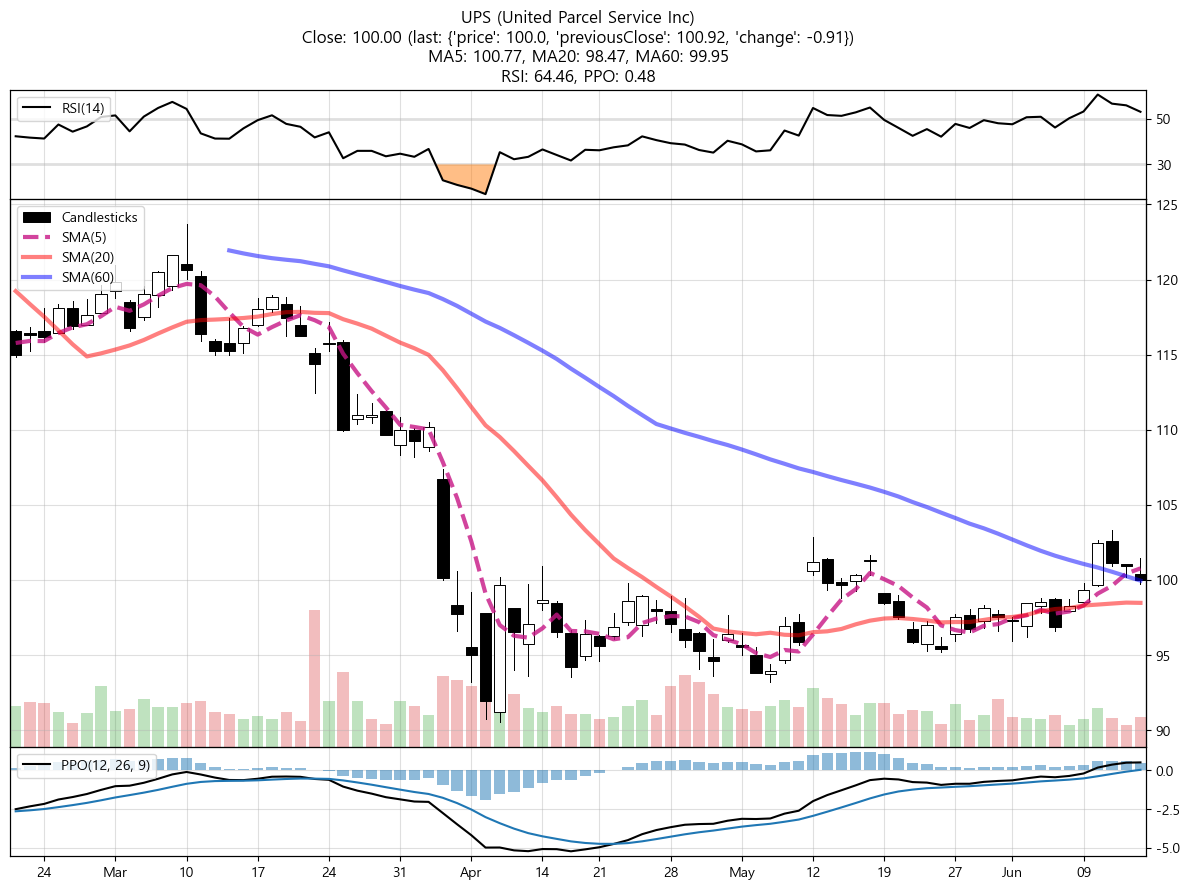 UPS (United Parcel Service Inc)
Close: 100.00 (last: {'price': 100.0, 'previousClose': 100.92, 'change': -0.91})
MA5: 100.77, MA20: 98.47, MA60: 99.95
RSI: 64.46, PPO: 0.48
RSI(14)
50
30
Candlesticks
SMA(5)
SMA(20)
SMA(60)
125
120
115
110
105
100
95
90
PPO(12, 26, 9)
0.0
−2.5
−5.0
24 Mar 10 17 24 31 Apr 14 21 28 May 12 19 27 Jun 09